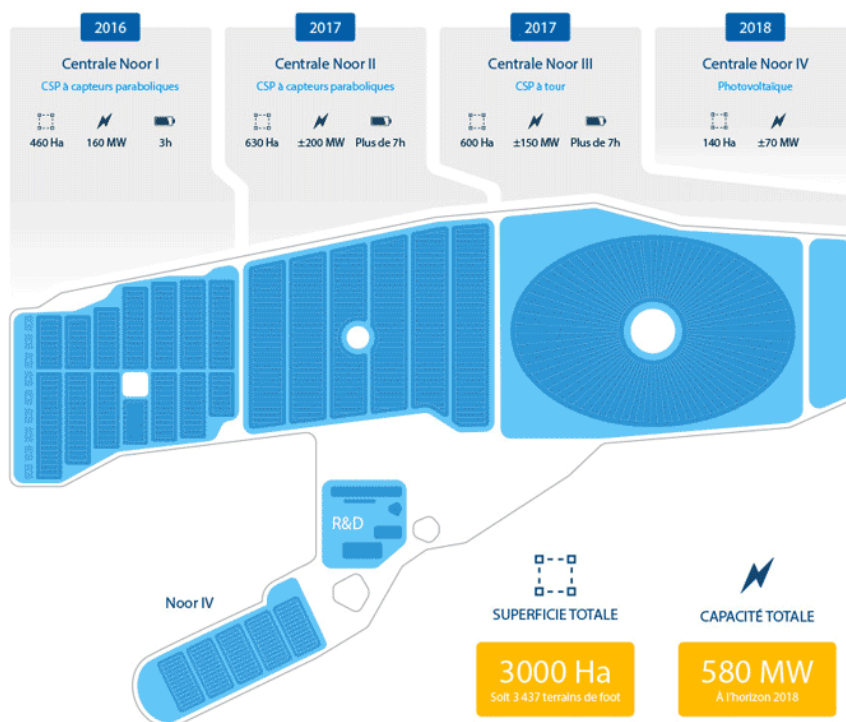 2016
Centrale Noor I
CSP à capteurs paraboliques
460 Ha
160 MW
3h
2017
Centrale Noor II
CSP à capteurs paraboliques
630 Ha
±200 MW
Plus de 7h
2017
Centrale Noor III
CSP à tour
600 Ha
±150 MW
Plus de 7h
2018
Centrale Noor IV
Photovoltaïque
140 Ha
±70 MW
R&D
Noor IV
SUPERFICIE TOTALE
3000 Ha
Soit 3 437 terrains de foot
CAPACITÉ TOTALE
580 MW
À l'horizon 2018